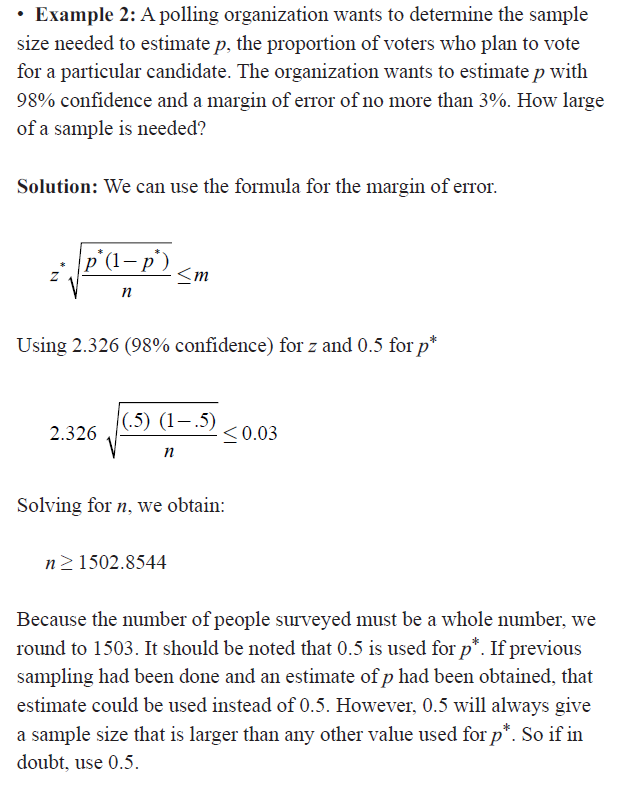 • Example 2: A polling organization wants to determine the sample
size needed to estimate p, the proportion of voters who plan to vote
for a particular candidate. The organization wants to estimate p with
98% confidence and a margin of error of no more than 3%. How large
of a sample is needed?
Solution: We can use the formula for the margin of error.
z* √(p*(1−p*)/n) ≤ m
Using 2.326 (98% confidence) for z and 0.5 for p*
2.326 √((.5) (1−.5)/n) ≤ 0.03
Solving for n, we obtain:
n ≥ 1502.8544
Because the number of people surveyed must be a whole number, we
round to 1503. It should be noted that 0.5 is used for p*. If previous
sampling had been done and an estimate of p had been obtained, that
estimate could be used instead of 0.5. However, 0.5 will always give
a sample size that is larger than any other value used for p*. So if in
doubt, use 0.5.